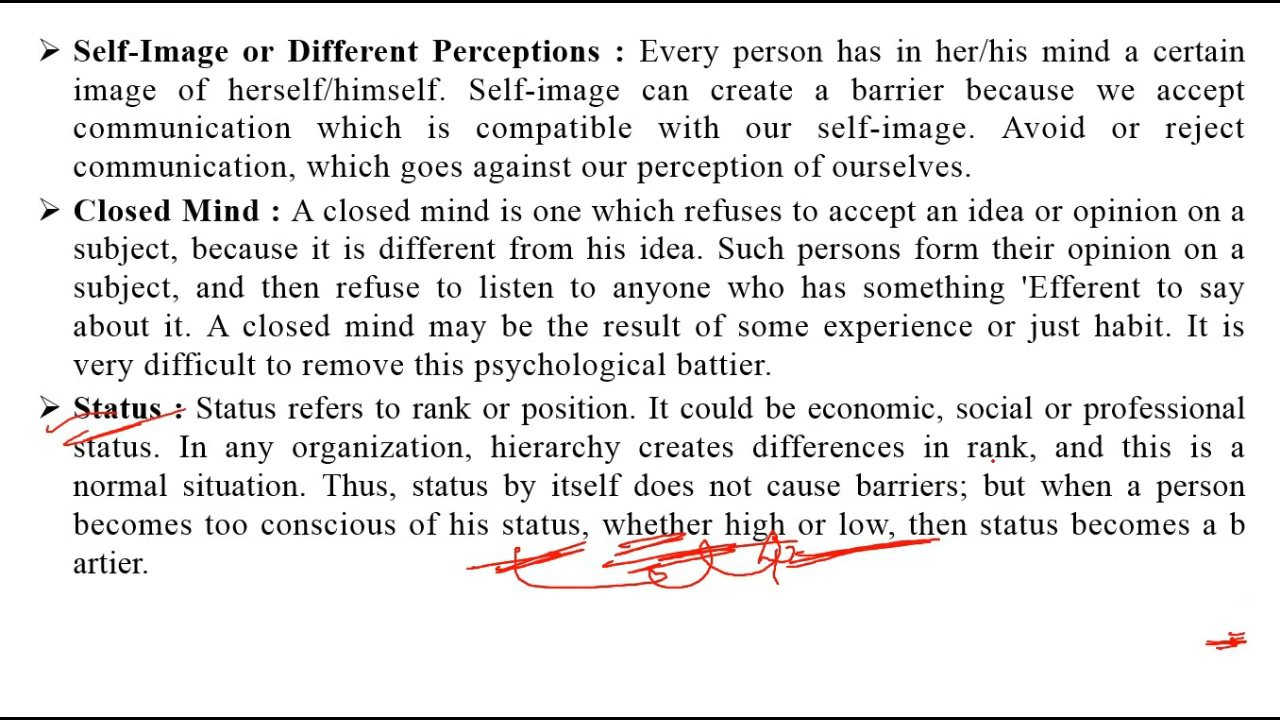 ➢ Self-Image or Different Perceptions : Every person has in her/his mind a certain
image of herself/himself. Self-image can create a barrier because we accept
communication which is compatible with our self-image. Avoid or reject
communication, which goes against our perception of ourselves.
➢ Closed Mind : A closed mind is one which refuses to accept an idea or opinion on a
subject, because it is different from his idea. Such persons form their opinion on a
subject, and then refuse to listen to anyone who has something 'Efferent to say
about it. A closed mind may be the result of some experience or just habit. It is
very difficult to remove this psychological battier.
➢ Status : Status refers to rank or position. It could be economic, social or professional
status. In any organization, hierarchy creates differences in rank, and this is a
normal situation. Thus, status by itself does not cause barriers; but when a person
becomes too conscious of his status, whether high or low, then status becomes a b
artier.